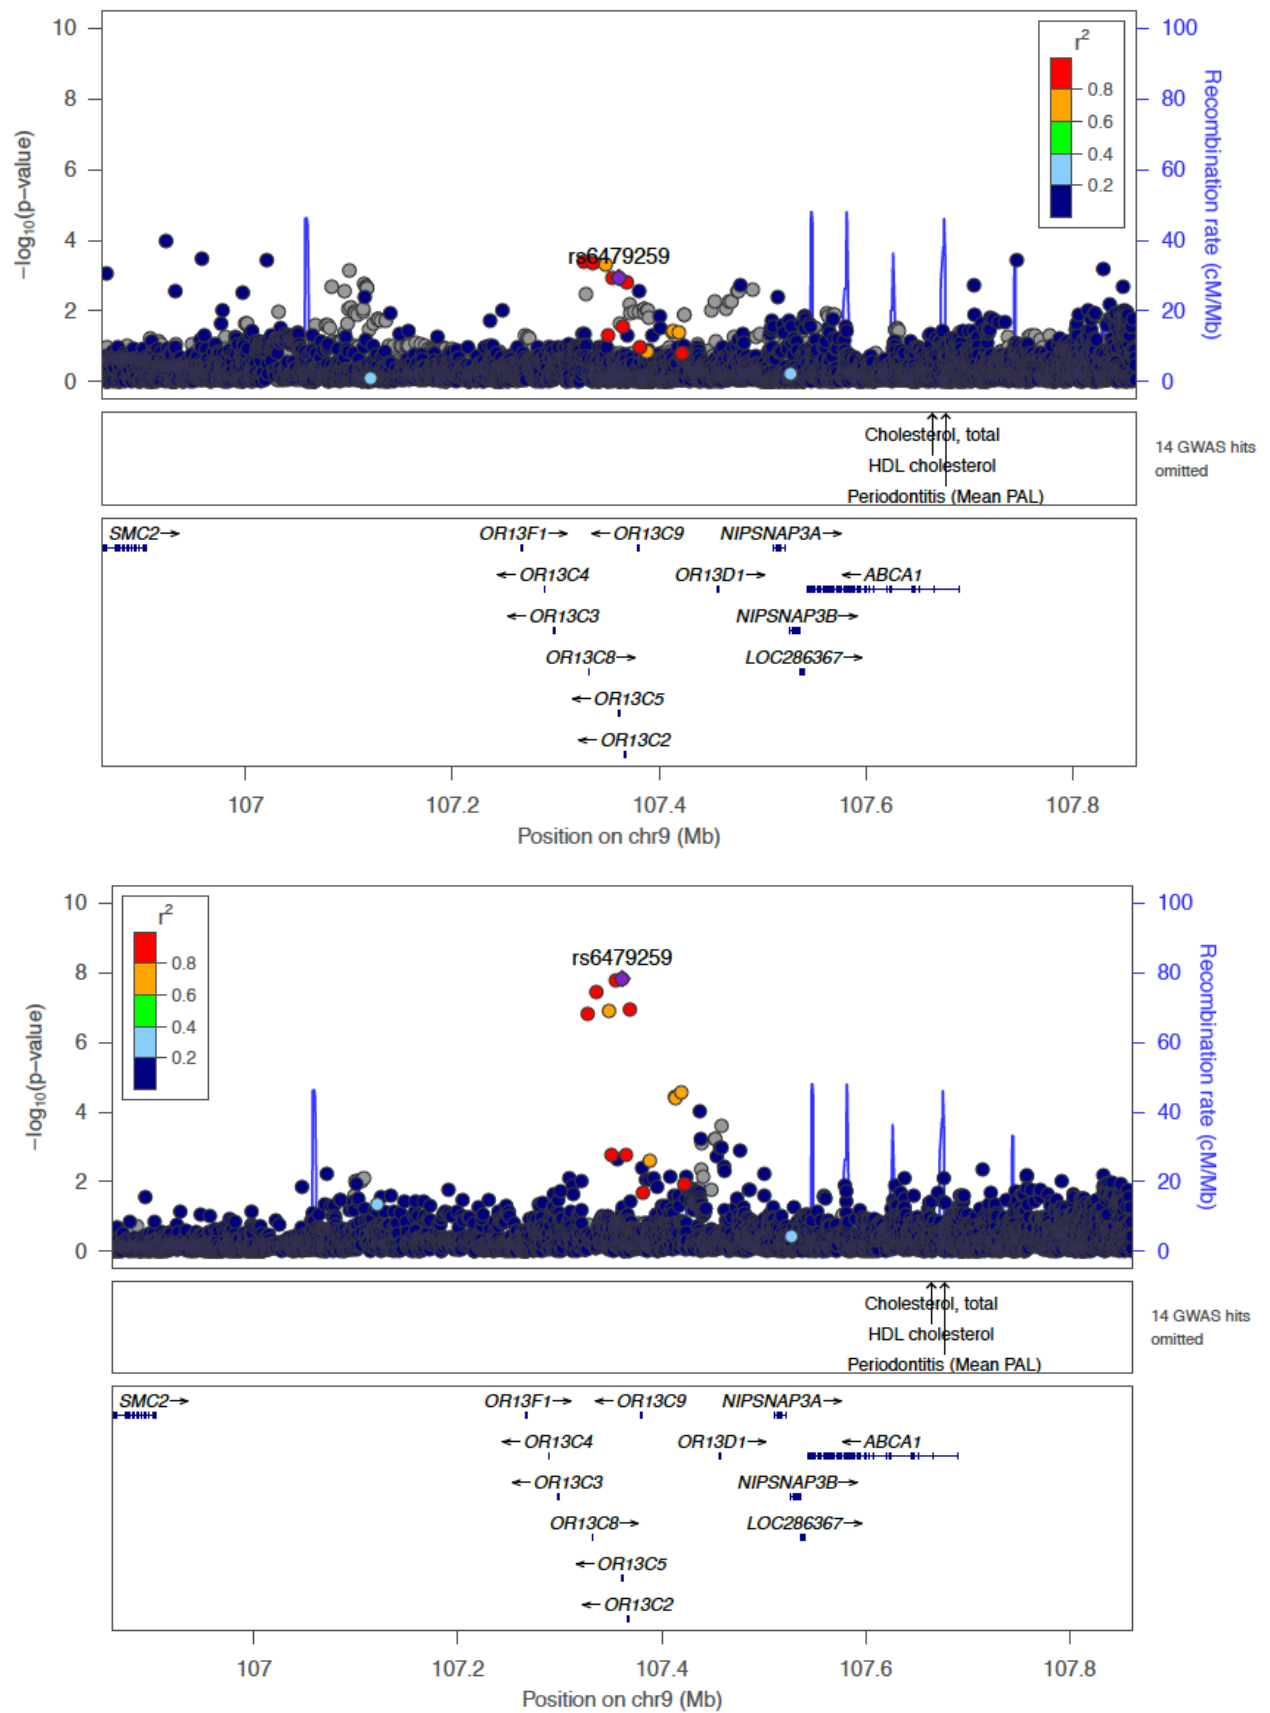 10
8
6
4
2
0
−log10(p−value)
rs6479259
r2
0.8
0.6
0.4
0.2
100
80
60
40
20
0
Recombination rate (cM/Mb)
Cholesterol, total
HDL cholesterol
Periodontitis (Mean PAL)
14 GWAS hits
omitted
SMC2→ OR13F1→ ←OR13C9 NIPSNAP3A→
←OR13C4 OR13D1→ ←ABCA1
←OR13C3 NIPSNAP3B→
OR13C8→ LOC286367→
←OR13C5
←OR13C2
107 107.2 107.4 107.6 107.8
Position on chr9 (Mb)
10
8
6
4
2
0
−log10(p−value)
r2
0.8
0.6
0.4
0.2
rs6479259
100
80
60
40
20
0
Recombination rate (cM/Mb)
Cholesterol, total
HDL cholesterol
Periodontitis (Mean PAL)
14 GWAS hits
omitted
SMC2→ OR13F1→ ←OR13C9 NIPSNAP3A→
←OR13C4 OR13D1→ ←ABCA1
←OR13C3 NIPSNAP3B→
OR13C8→ LOC286367→
←OR13C5
←OR13C2
107 107.2 107.4 107.6 107.8
Position on chr9 (Mb)